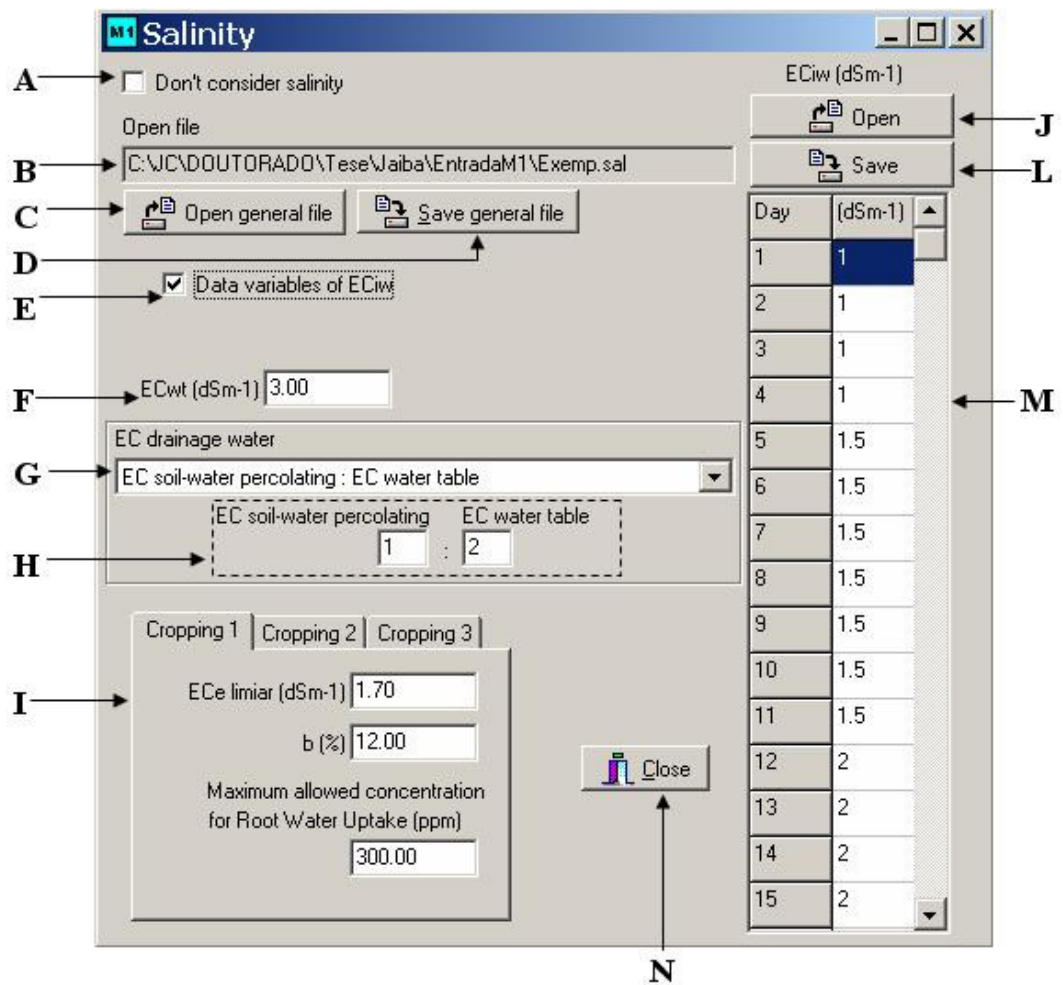 M1 Salinity
A
Don't consider salinity
ECiw (dSm-1)
Open
J
Open file
B
C:\JC\DOUTORADO\Tese\Jaiba\EntradaM1\Exemp.sal
Save
L
C
Open general file
Save general file
D
E
Data variables of ECiw
F
ECwt (dSm-1) 3.00
EC drainage water
G
EC soil-water percolating : EC water table
EC soil-water percolating EC water table
H
1 : 2
Cropping 1 Cropping 2 Cropping 3
I
ECe limiar (dSm-1) 1.70
b (%) 12.00
Maximum allowed concentration
for Root Water Uptake (ppm)
300.00
Close
N
Day (dSm-1)
1 1
2 1
3 1
4 1
M
5 1.5
6 1.5
7 1.5
8 1.5
9 1.5
10 1.5
11 1.5
12 2
13 2
14 2
15 2